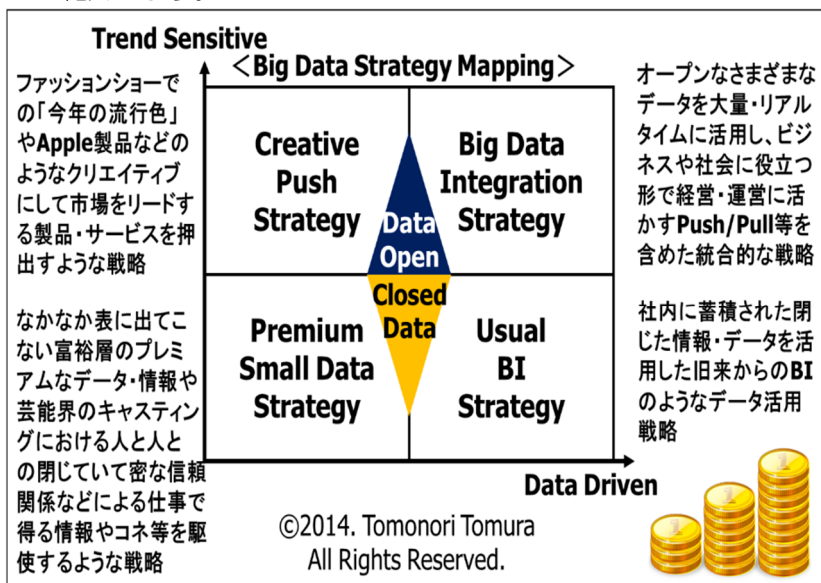 Trend Sensitive
＜Big Data Strategy Mapping＞
ファッションショーで
の「今年の流行色」
やApple製品などの
ようなクリエイティブ
にして市場をリードす
る製品・サービスを押
出すような戦略
Creative
Push
Strategy
Big Data
Integration
Strategy
Data
Open
オープンなさまざまな
データを大量・リアル
タイムに活用し、ビジ
ネスや社会に役立つ
形で経営・運営に活
かすPush/Pull等を
含めた統合的な戦略
なかなか表に出てこ
ない富裕層のプレミ
アムなデータ・情報や
芸能界のキャスティン
グにおける人と人と
の閉じていて密な信頼
関係などによる仕事で
得る情報やコネ等を駆
使するような戦略
Closed
Data
Premium
Small Data
Strategy
Usual
BI
Strategy
社内に蓄積された閉
じた情報・データを活
用した旧来からのBI
のようなデータ活用
戦略
Data Driven
©2014. Tomonori Tomura
All Rights Reserved.
1
1
1